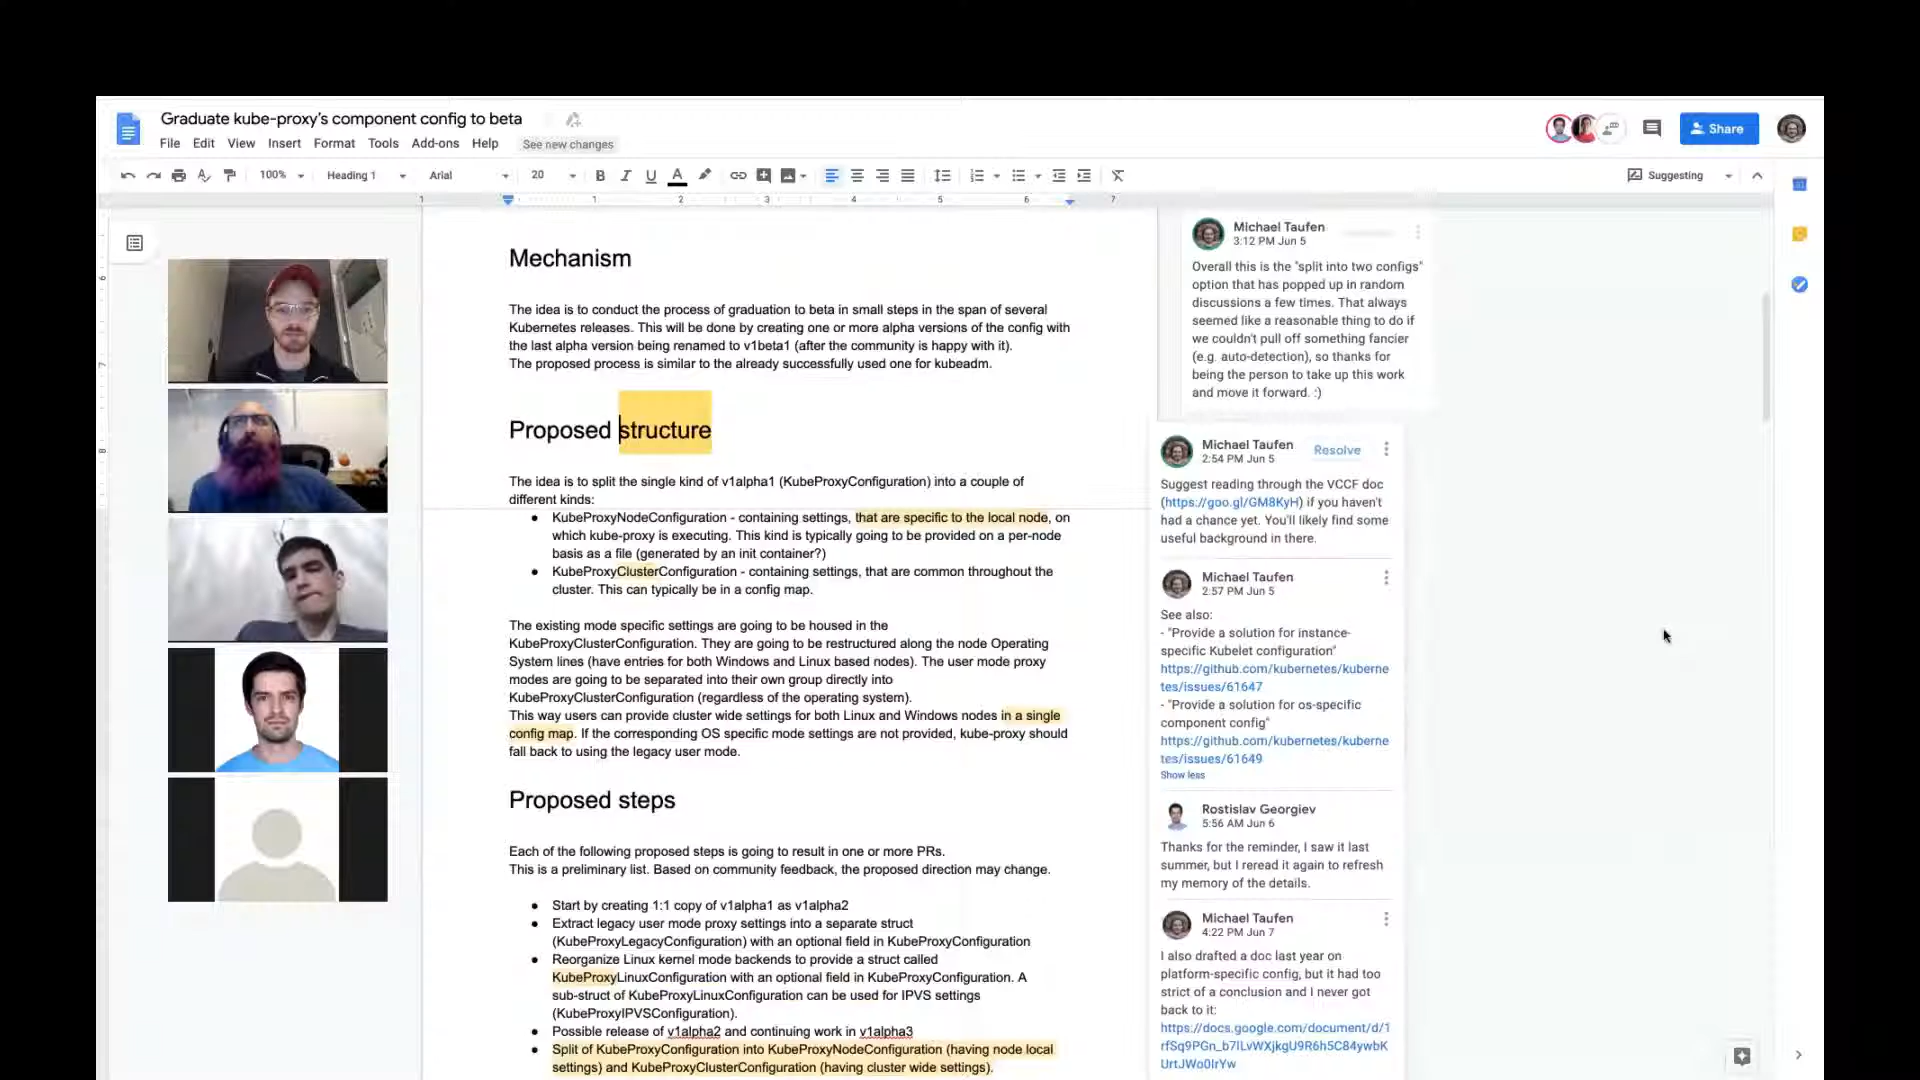 Graduate kube-proxy's component config to beta
File Edit View Insert Format Tools Add-ons Help See new changes
Share
100% Heading 1 Arial 20 Suggesting
1 1 2 3 4 5 6 7
Mechanism
The idea is to conduct the process of graduation to beta in small steps in the span of several
Kubernetes releases. This will be done by creating one or more alpha versions of the config with
the last alpha version being renamed to v1beta1 (after the community is happy with it).
The proposed process is similar to the already successfully used one for kubeadm.
Proposed structure
The idea is to split the single kind of v1alpha1 (KubeProxyConfiguration) into a couple of
different kinds:
● KubeProxyNodeConfiguration - containing settings, that are specific to the local node, on
which kube-proxy is executing. This kind is typically going to be provided on a per-node
basis as a file (generated by an init container?)
● KubeProxyClusterConfiguration - containing settings, that are common throughout the
cluster. This can typically be in a config map.
The existing mode specific settings are going to be housed in the
KubeProxyClusterConfiguration. They are going to be restructured along the node Operating
System lines (have entries for both Windows and Linux based nodes). The user mode proxy
modes are going to be separated into their own group directly into
KubeProxyClusterConfiguration (regardless of the operating system).
This way users can provide cluster wide settings for both Linux and Windows nodes in a single
config map. If the corresponding OS specific mode settings are not provided, kube-proxy should
fall back to using the legacy user mode.
Proposed steps
Each of the following proposed steps is going to result in one or more PRs.
This is a preliminary list. Based on community feedback, the proposed direction may change.
● Start by creating 1:1 copy of v1alpha1 as v1alpha2
● Extract legacy user mode proxy settings into a separate struct
(KubeProxyLegacyConfiguration) with an optional field in KubeProxyConfiguration
● Reorganize Linux kernel mode backends to provide a struct called
KubeProxyLinuxConfiguration with an optional field in KubeProxyConfiguration. A
sub-struct of KubeProxyLinuxConfiguration can be used for IPVS settings
(KubeProxyIPVSConfiguration).
● Possible release of v1alpha2 and continuing work in v1alpha3
● Split of KubeProxyConfiguration into KubeProxyNodeConfiguration (having node local
settings) and KubeProxyClusterConfiguration (having cluster wide settings).
Michael Taufen
3:12 PM Jun 5
Overall this is the "split into two configs"
option that has popped up in random
discussions a few times. That always
seemed like a reasonable thing to do if
we couldn't pull off something fancier
(e.g. auto-detection), so thanks for
being the person to take up this work
and move it forward. :)
Michael Taufen
2:54 PM Jun 5
Resolve
Suggest reading through the VCCF doc
(https://goo.gl/GM8KyH) if you haven't
had a chance yet. You'll likely find some
useful background in there.
Michael Taufen
2:57 PM Jun 5
See also:
- "Provide a solution for instance-
specific Kubelet configuration"
https://github.com/kubernetes/kuberne
tes/issues/61647
- "Provide a solution for os-specific
component config"
https://github.com/kubernetes/kuberne
tes/issues/61649
Show less
Rostislav Georgiev
5:56 AM Jun 6
Thanks for the reminder, I saw it last
summer, but I reread it again to refresh
my memory of the details.
Michael Taufen
4:22 PM Jun 7
I also drafted a doc last year on
platform-specific config, but it had too
strict of a conclusion and I never got
back to it:
https://docs.google.com/document/d/1
rfSq9PGn_b7ILvWXjkgU9R6h5C84ywbK
UrtJWo0IrYw